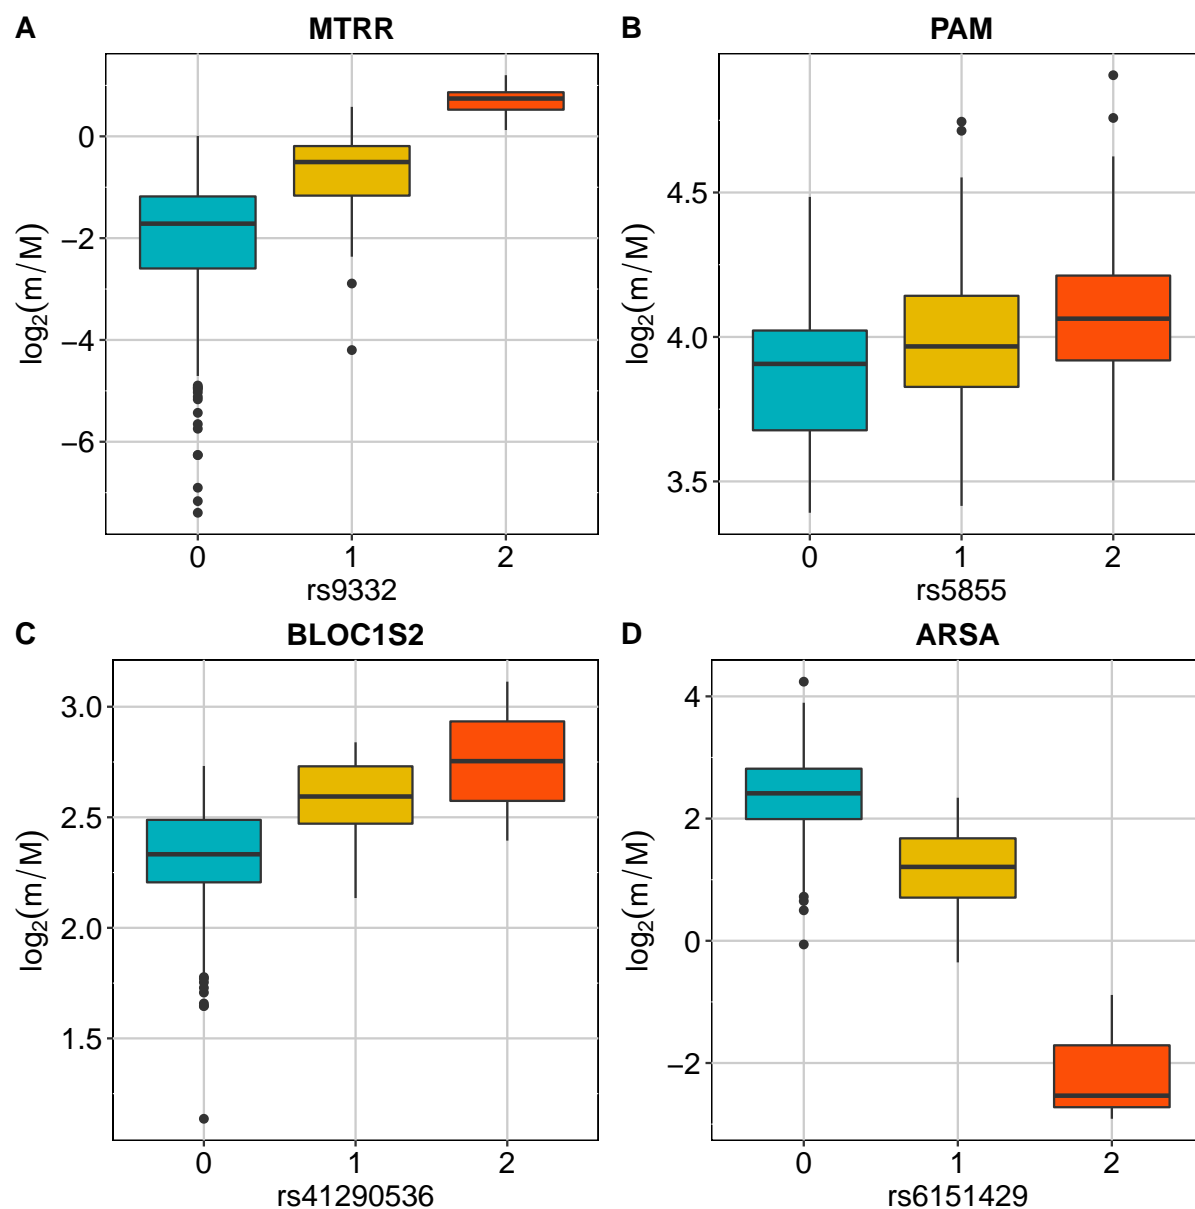 A
MTRR
0
−2
−4
−6
log₂(m/M)
0 1 2
rs9332
B
PAM
4.5
4.0
3.5
log₂(m/M)
0 1 2
rs5855
C
BLOC1S2
3.0
2.5
2.0
1.5
log₂(m/M)
0 1 2
rs41290536
D
ARSA
4
2
0
−2
log₂(m/M)
0 1 2
rs6151429